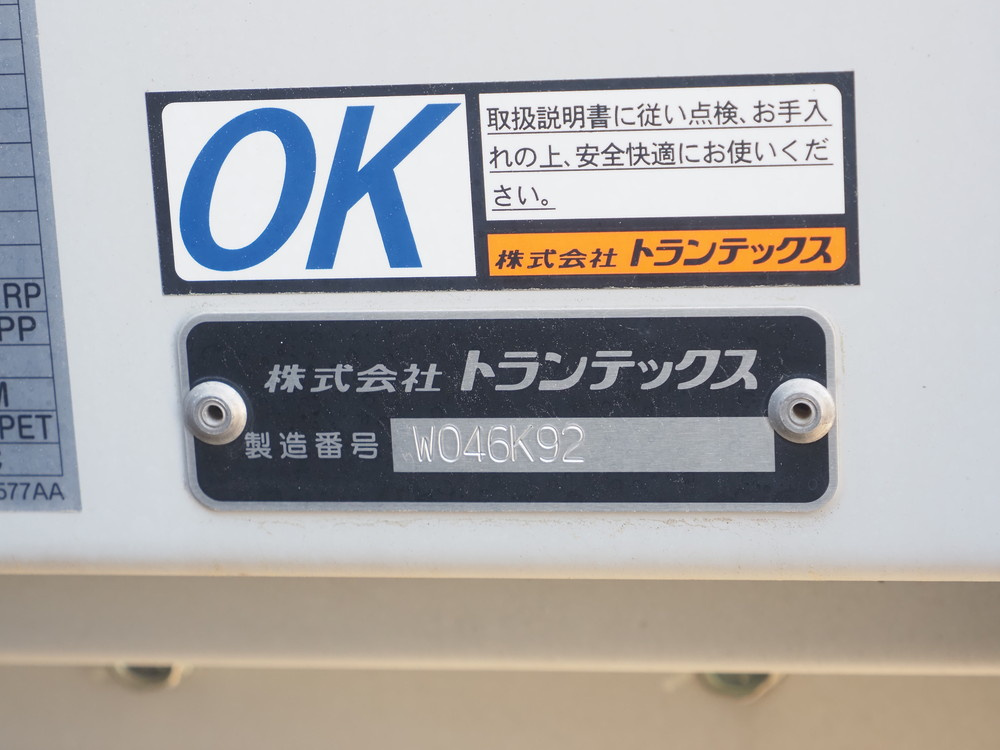 RP
PP
M
PET
577AA
OK
取扱説明書に従い点検、お手入
れの上、安全快適にお使いくだ
さい。
株式会社トランテックス
株式会社 トランテックス
製造番号 W046K92